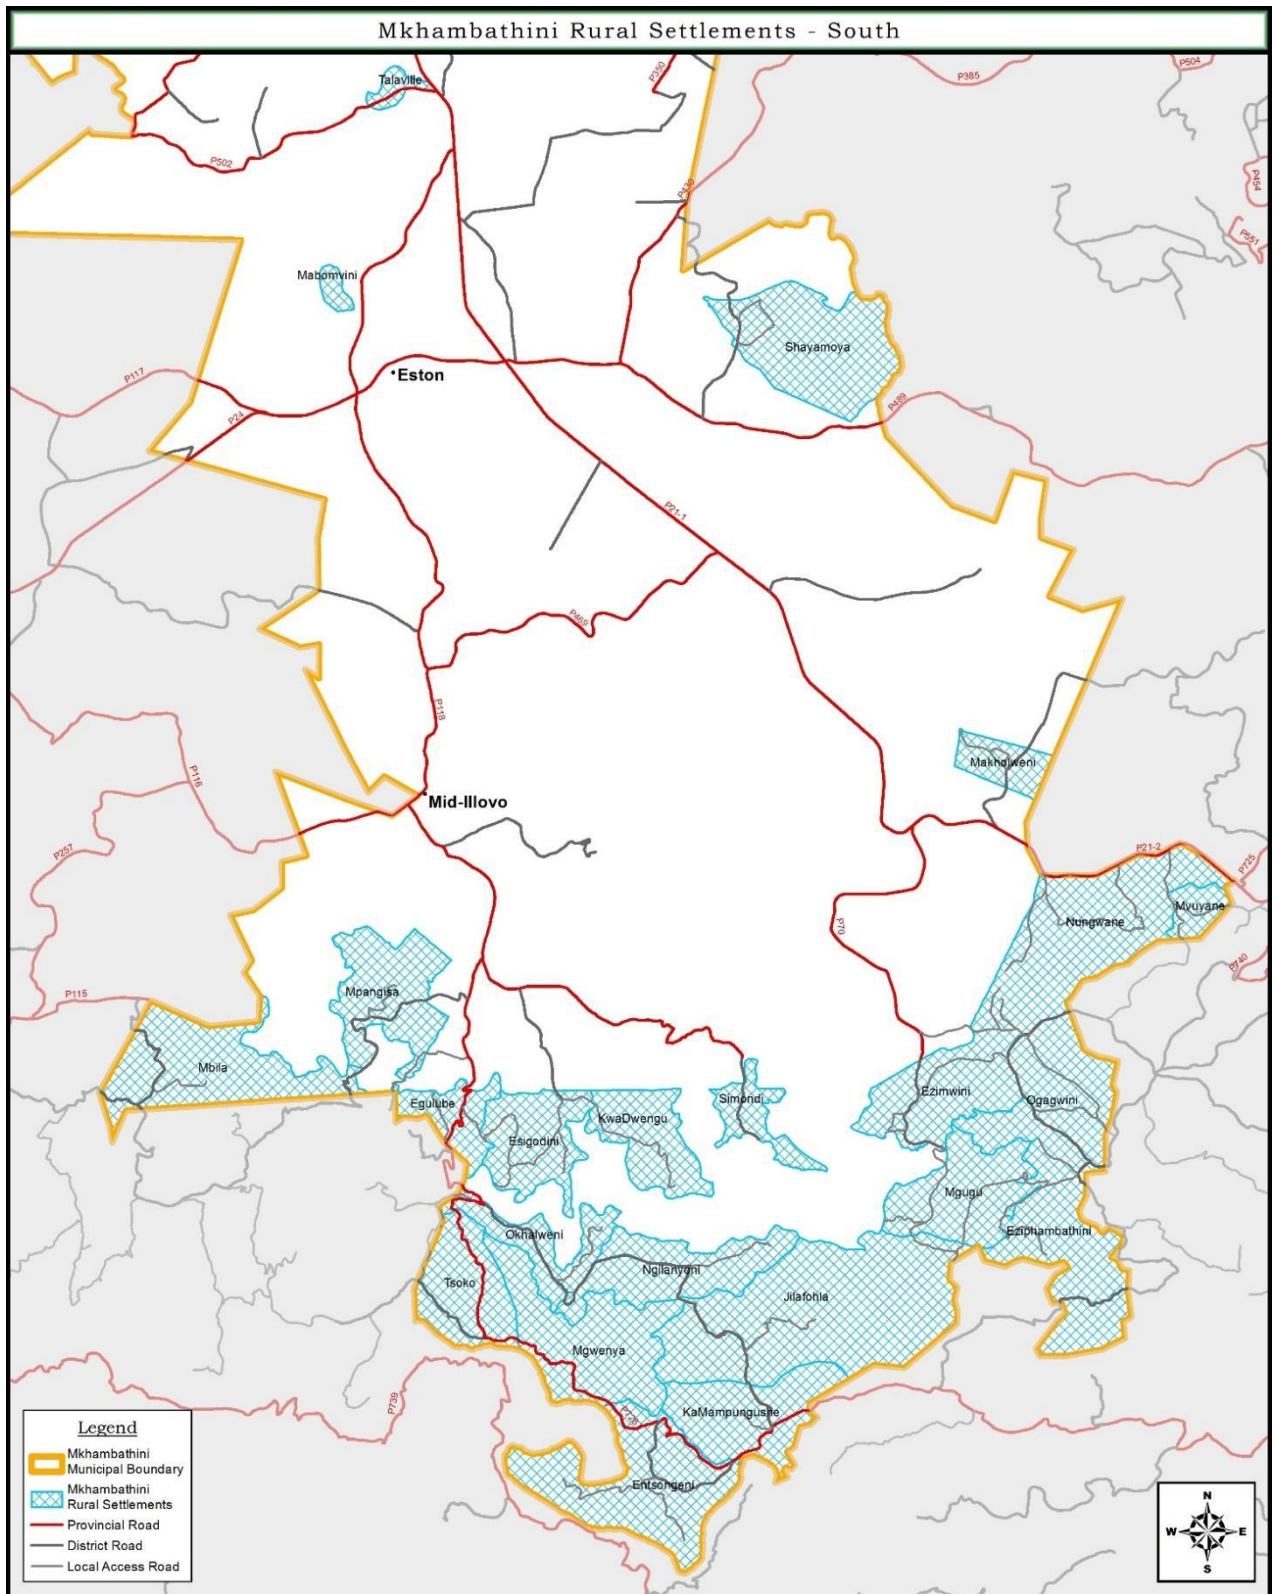 Mkhambathini Rural Settlements - South
P504
P385
P350
Talaville
P502
P454
P430
P551
Mabomvini
Shayamoya
Eston
P117
P489
P24
P21-1
P469
P118
Makholweni
P116
Mid-Illovo
P257
P21-2
P725
Mvuyane
Nungwane
P70
P740
Mpangisa
P115
Mbila
Ezimwini
Simondi
Egulube
Ogagwini
KwaDwengu
Esigodini
Mgugu
Eziphambathini
Okhalweni
Ngilanyoni
Tsoko
Jilafohla
Mgwenya
P739
KaMampungushe
P728
Entsongeni
Legend
Mkhambathini
Municipal Boundary
Mkhambathini
Rural Settlements
Provincial Road
District Road
Local Access Road
N
W
E
S